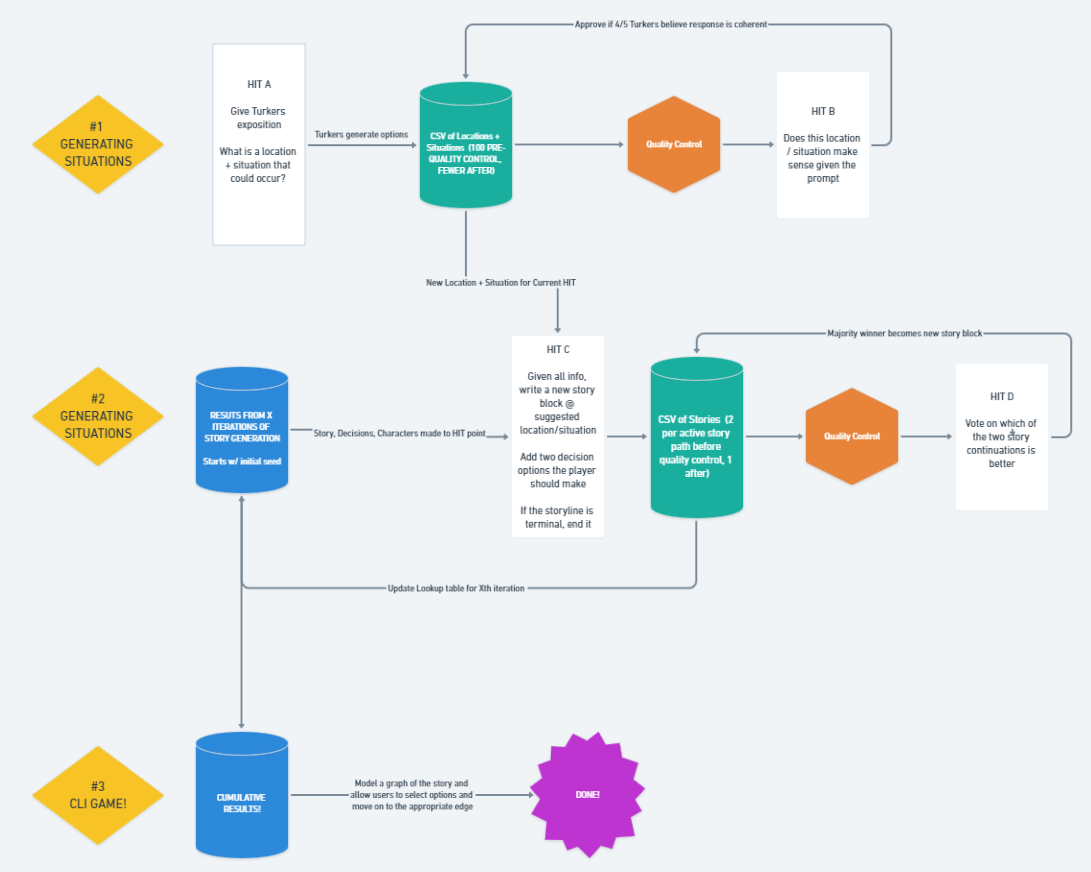 Approve if 4/5 Turkers believe response is coherent
#1
GENERATING
SITUATIONS
HIT A
Give Turkers
exposition
What is a location
+ situation that
could occur?
Turkers generate options
CSV of Locations +
Situations (100 PRE-
QUALITY CONTROL,
FEWER AFTER)
Quality Control
HIT B
Does this location
/ situation make
sense given the
prompt
New Location + Situation for Current HIT
#2
GENERATING
SITUATIONS
RESUTS FROM X
ITERATIONS OF
STORY GENERATION
Starts w/ initial seed
Story, Decisions, Characters made to HIT point
HIT C
Given all info,
write a new story
block @
suggested
location/situation
Add two decision
options the player
should make
If the storyline is
terminal, end it
Majority winner becomes new story block
CSV of Stories (2
per active story
path before
quality control, 1
after)
Quality Control
HIT D
Vote on which of
the two story
continuations is
better
Update Lookup table for Xth iteration
#3
CLI GAME!
CUMULATIVE
RESULTS!
Model a graph of the story and
allow users to select options and
move on to the appropriate edge
DONE!